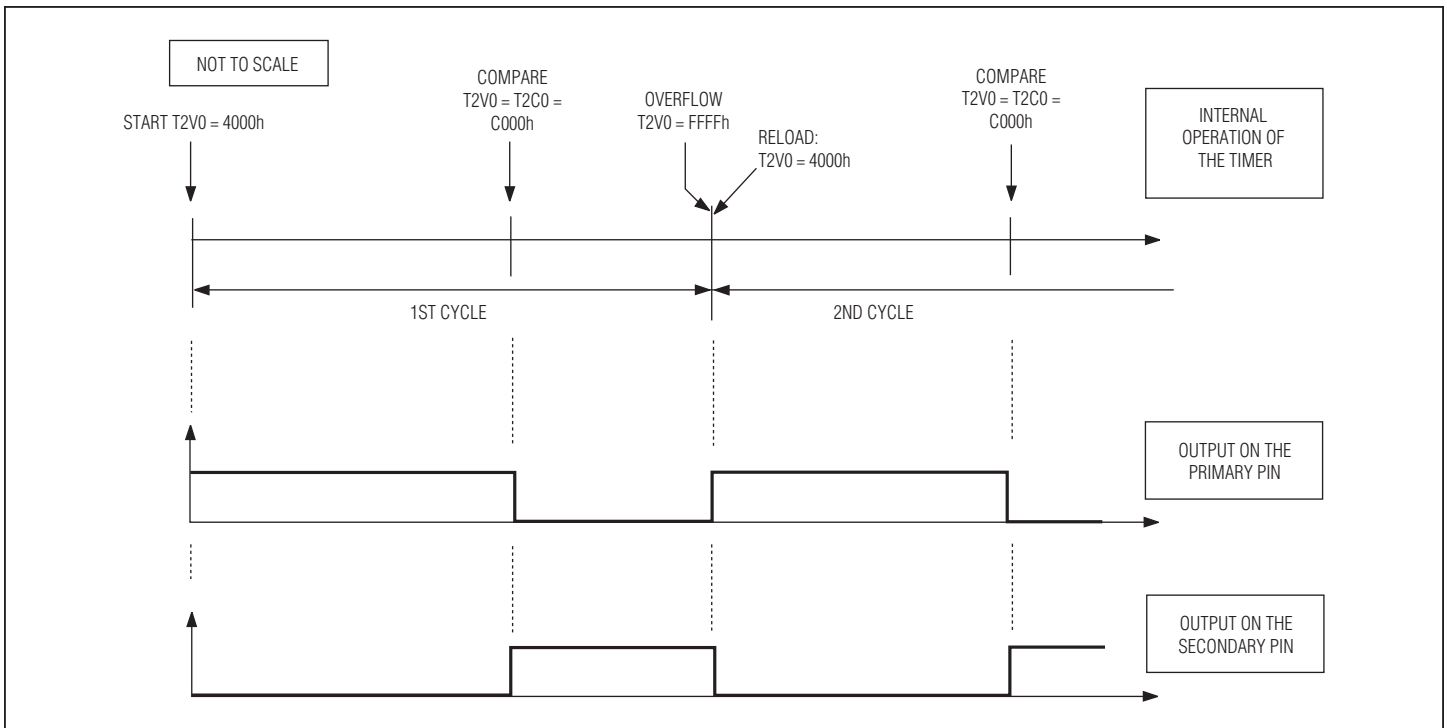 NOT TO SCALE
START T2V0 = 4000h
COMPARE
T2V0 = T2C0 =
C000h
OVERFLOW
T2V0 = FFFFh
RELOAD:
T2V0 = 4000h
COMPARE
T2V0 = T2C0 =
C000h
INTERNAL
OPERATION OF
THE TIMER
1ST CYCLE
2ND CYCLE
OUTPUT ON THE
PRIMARY PIN
OUTPUT ON THE
SECONDARY PIN